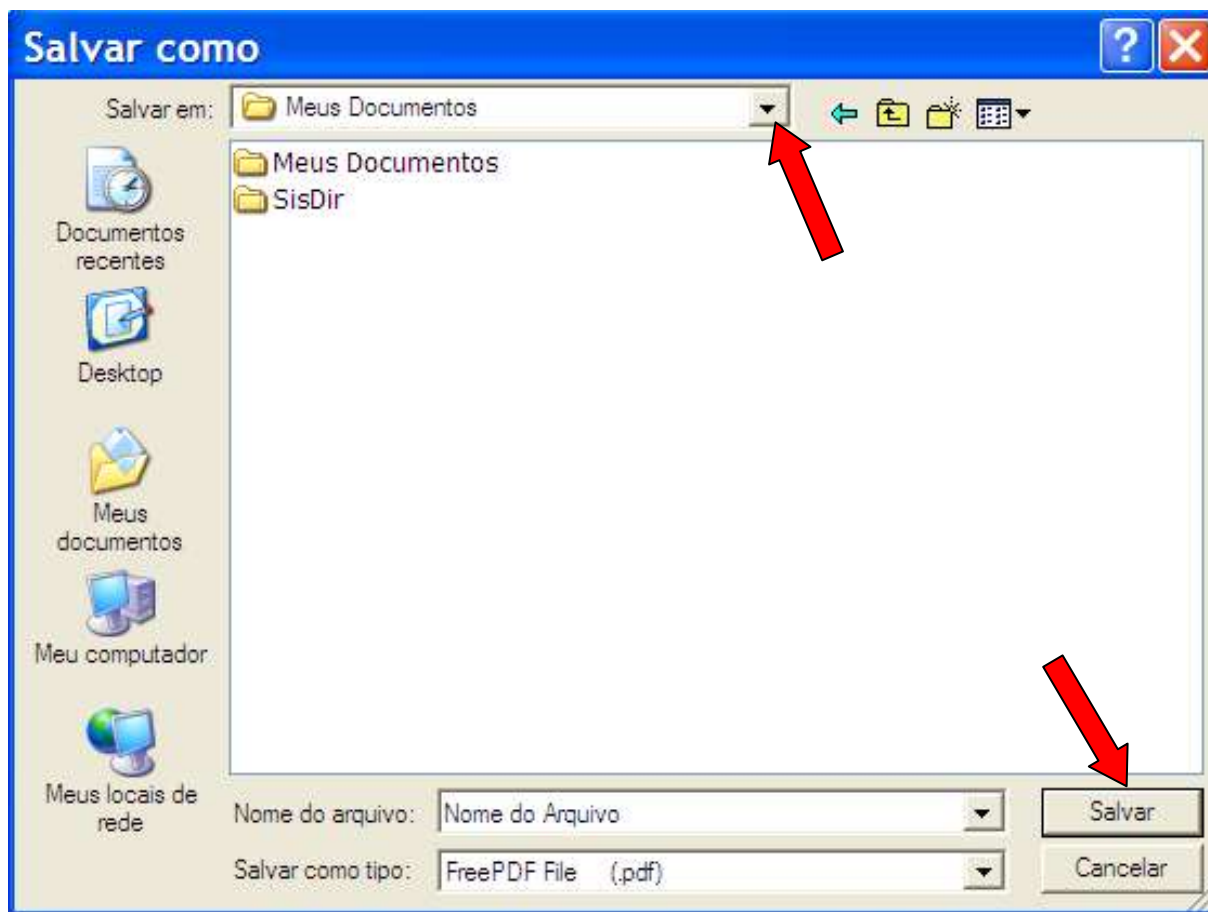 Salvar como
Salvar em:
Meus Documentos
Meus Documentos
SisDir
Documentos
recentes
Desktop
Meus
documentos
Meu computador
Meus locais de
rede
Nome do arquivo:
Nome do Arquivo
Salvar
Salvar como tipo:
FreePDF File (.pdf)
Cancelar